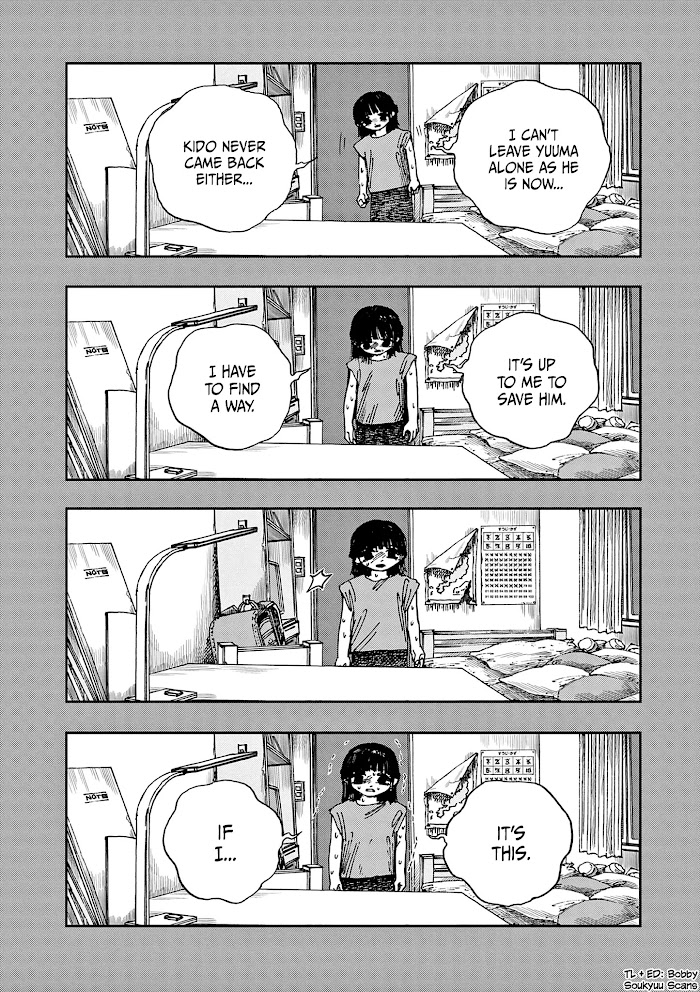 I CAN'T
LEAVE YUUMA
ALONE AS HE
IS NOW...
KIDO NEVER
CAME BACK
EITHER...
NOTE
IT'S UP
TO ME TO
SAVE HIM.
I HAVE
TO FIND
A WAY.
NOTE
NOTE
IT'S
THIS.
IF
I...
NOTE
TL + ED: Bobby
Soukyuu Scans